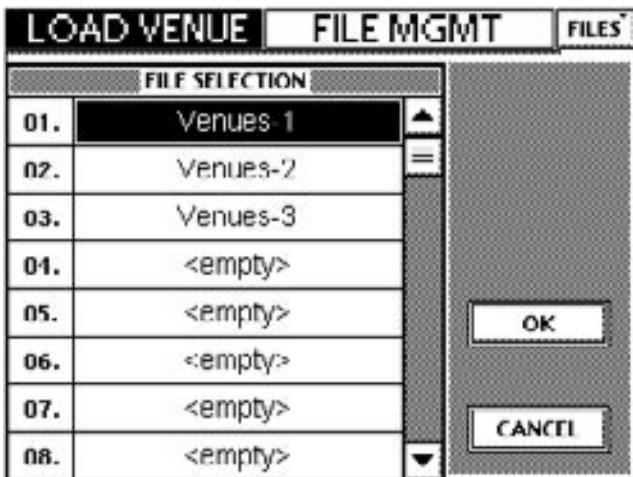 LOAD VENUE FILE MGMT FILES
FILE SELECTION
01. Venues-1
02. Venues-2
03. Venues-3
04. <empty>
05. <empty>
OK
06. <empty>
07. <empty>
CANCEL
08. <empty>